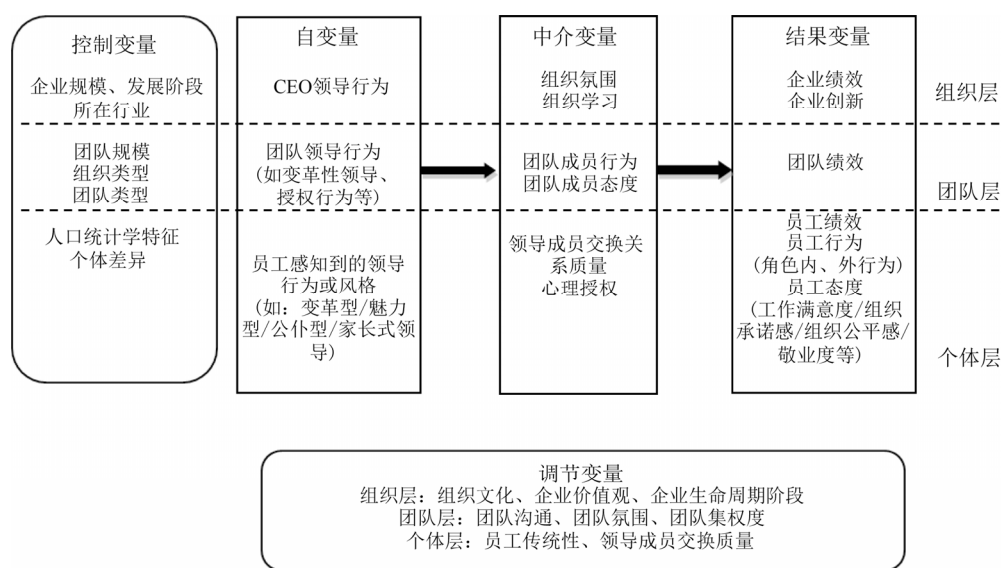 控制变量
企业规模、发展阶段
所在行业
团队规模
组织类型
团队类型
人口统计学特征
个体差异
自变量
CEO领导行为
团队领导行为
(如变革性领导、
授权行为等)
员工感知到的领导
行为或风格
(如：变革型/魅力
型/公仆型/家长式领
导)
中介变量
组织氛围
组织学习
团队成员行为
团队成员态度
领导成员交换关
系质量
心理授权
结果变量
企业绩效
企业创新
团队绩效
员工绩效
员工行为
(角色内、外行为)
员工态度
(工作满意度/组织
承诺感/组织公平感/
敬业度等)
组织层
团队层
个体层
调节变量
组织层：组织文化、企业价值观、企业生命周期阶段
团队层：团队沟通、团队氛围、团队集权度
个体层：员工传统性、领导成员交换质量